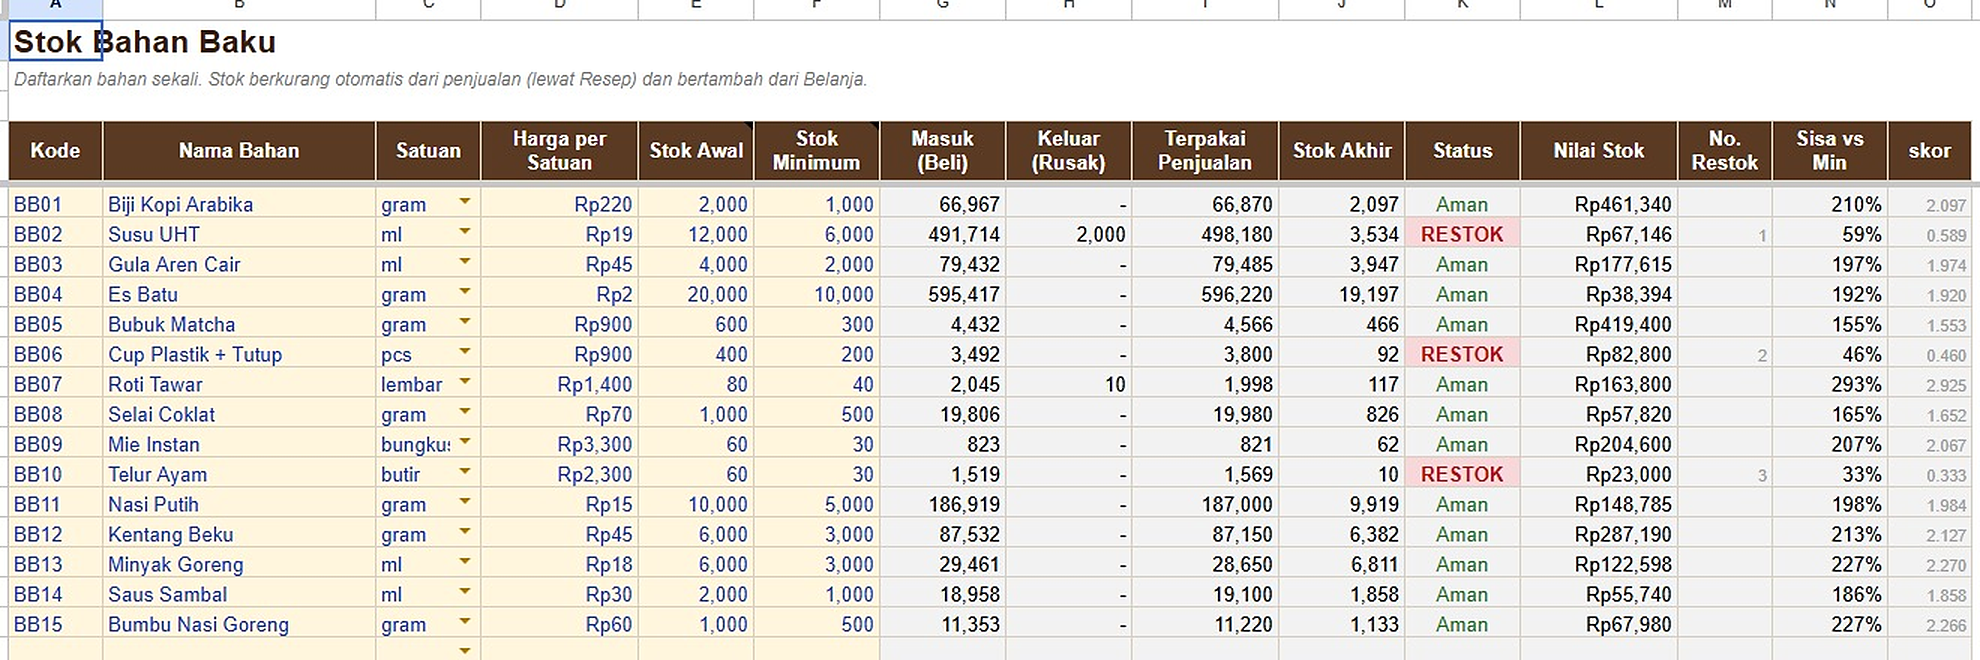 A B C D E F G H I J K L M N O
Stok Bahan Baku
Daftarkan bahan sekali. Stok berkurang otomatis dari penjualan (lewat Resep) dan bertambah dari Belanja.
Kode Nama Bahan Satuan Harga per Satuan Stok Awal Stok Minimum Masuk (Beli) Keluar (Rusak) Terpakai Penjualan Stok Akhir Status Nilai Stok No. Restok Sisa vs Min skor
BB01 Biji Kopi Arabika gram Rp220 2,000 1,000 66,967 - 66,870 2,097 Aman Rp461,340 210% 2.097
BB02 Susu UHT ml Rp19 12,000 6,000 491,714 2,000 498,180 3,534 RESTOK Rp67,146 1 59% 0.589
BB03 Gula Aren Cair ml Rp45 4,000 2,000 79,432 - 79,485 3,947 Aman Rp177,615 197% 1.974
BB04 Es Batu gram Rp2 20,000 10,000 595,417 - 596,220 19,197 Aman Rp38,394 192% 1.920
BB05 Bubuk Matcha gram Rp900 600 300 4,432 - 4,566 466 Aman Rp419,400 155% 1.553
BB06 Cup Plastik + Tutup pcs Rp900 400 200 3,492 - 3,800 92 RESTOK Rp82,800 2 46% 0.460
BB07 Roti Tawar lembar Rp1,400 80 40 2,045 10 1,998 117 Aman Rp163,800 293% 2.925
BB08 Selai Coklat gram Rp70 1,000 500 19,806 - 19,980 826 Aman Rp57,820 165% 1.652
BB09 Mie Instan bungkus Rp3,300 60 30 823 - 821 62 Aman Rp204,600 207% 2.067
BB10 Telur Ayam butir Rp2,300 60 30 1,519 - 1,569 10 RESTOK Rp23,000 3 33% 0.333
BB11 Nasi Putih gram Rp15 10,000 5,000 186,919 - 187,000 9,919 Aman Rp148,785 198% 1.984
BB12 Kentang Beku gram Rp45 6,000 3,000 87,532 - 87,150 6,382 Aman Rp287,190 213% 2.127
BB13 Minyak Goreng ml Rp18 6,000 3,000 29,461 - 28,650 6,811 Aman Rp122,598 227% 2.270
BB14 Saus Sambal ml Rp30 2,000 1,000 18,958 - 19,100 1,858 Aman Rp55,740 186% 1.858
BB15 Bumbu Nasi Goreng gram Rp60 1,000 500 11,353 - 11,220 1,133 Aman Rp67,980 227% 2.266